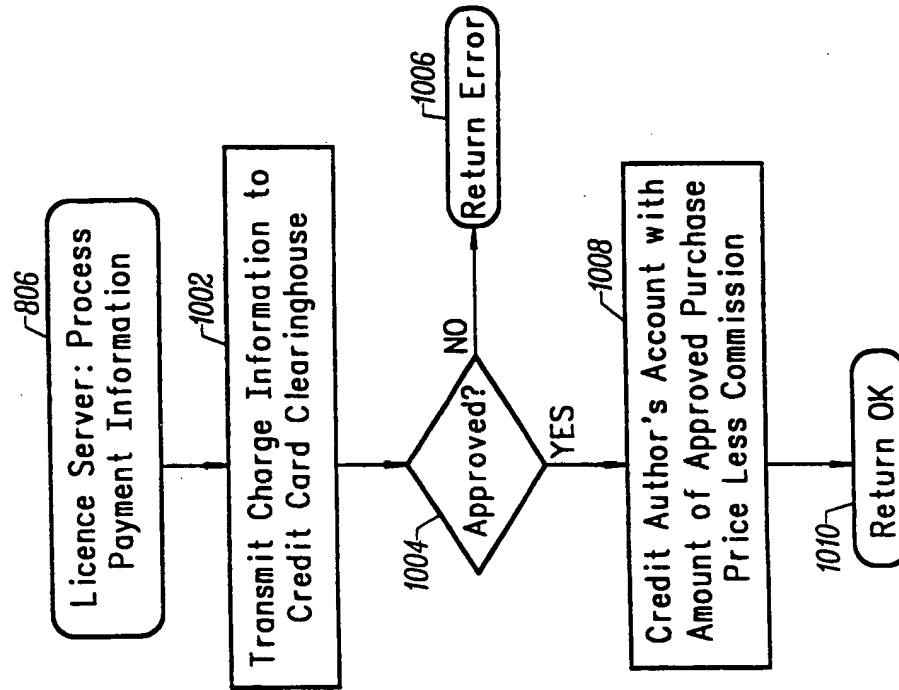 806
Licence Server: Process
Payment Information
1002
Transmit Charge Information to
Credit Card Clearinghouse
1004
Approved?
NO
1006
Return Error
YES
1008
Credit Author's Account with
Amount of Approved Purchase
Price Less Commission
1010
Return OK